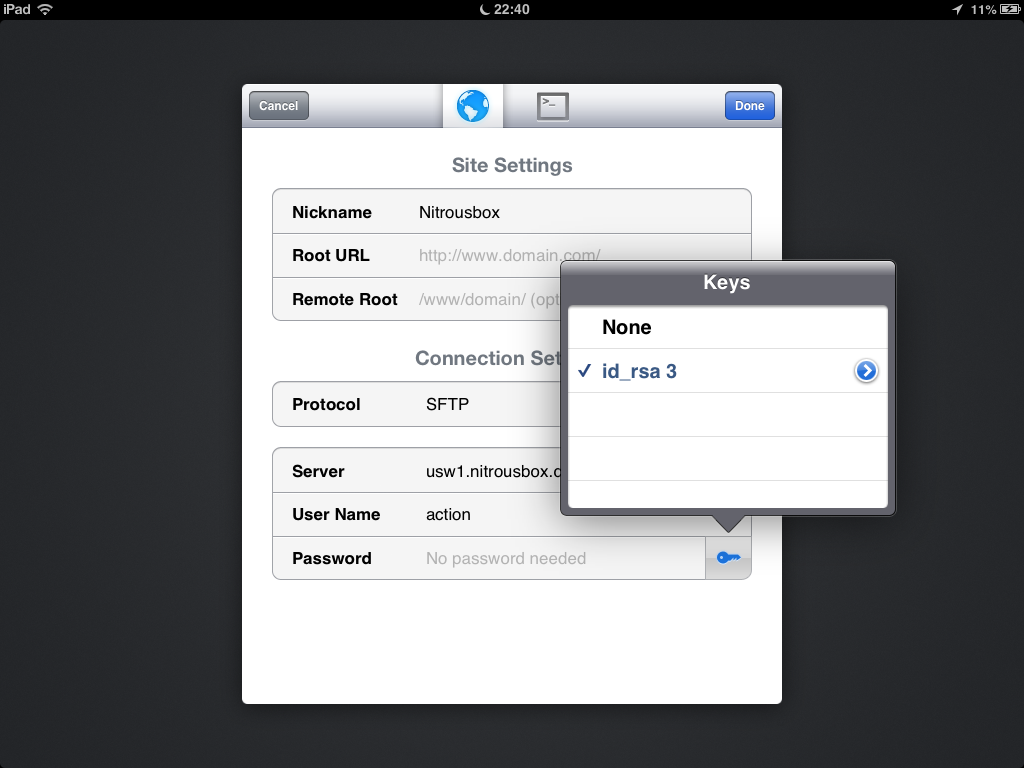 iPad 22:40 11%
Cancel >_ Done
Site Settings
Nickname Nitrousbox
Root URL http://www.domain.com/
Remote Root /www/domain/ (opt
Keys
None
✓ id_rsa 3
Connection Set
Protocol SFTP
Server usw1.nitrousbox.c
User Name action
Password No password needed